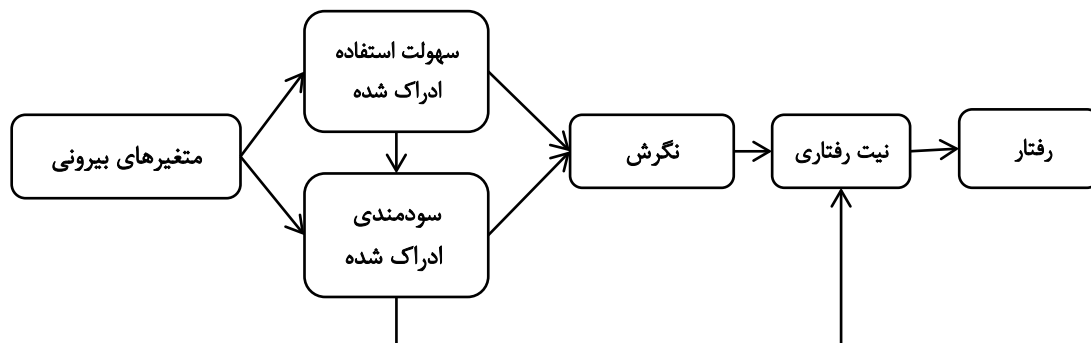 متغیرهای بیرونی
سهولت استفاده
ادراک شده
سودمندی
ادراک شده
نگرش
نیت رفتاری
رفتار